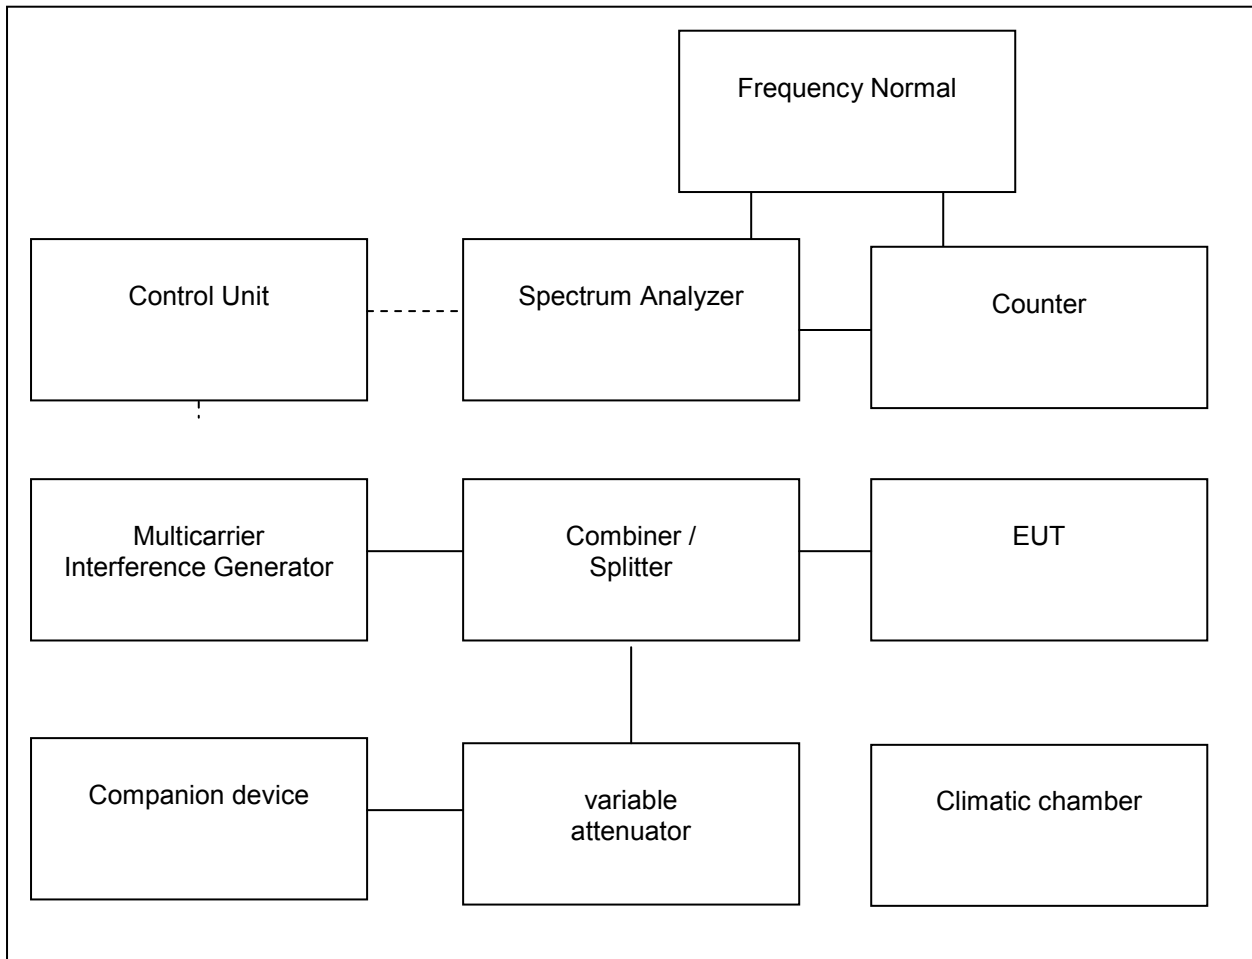 Frequency Normal
Control Unit
Spectrum Analyzer
Counter
Multicarrier
Interference Generator
Combiner /
Splitter
EUT
Companion device
variable
attenuator
Climatic chamber